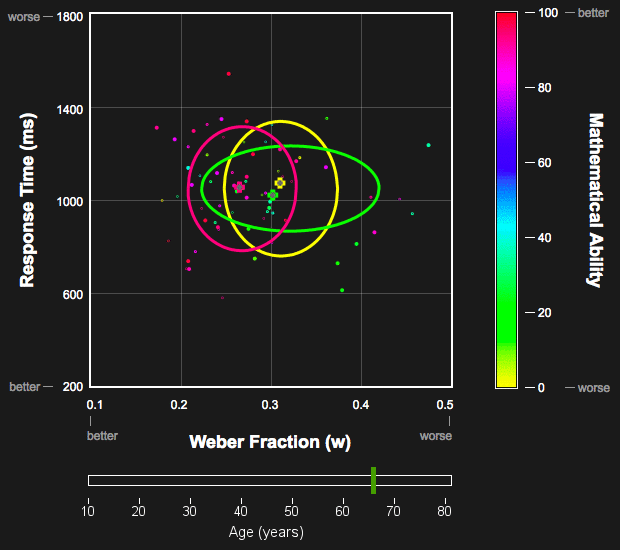 worse
1800
1400
1000
600
better
200
Response Time (ms)
0.1
0.2
0.3
0.4
0.5
better
worse
Weber Fraction (w)
10
20
30
40
50
60
70
80
Age (years)
100
80
60
40
20
0
better
worse
Mathematical Ability